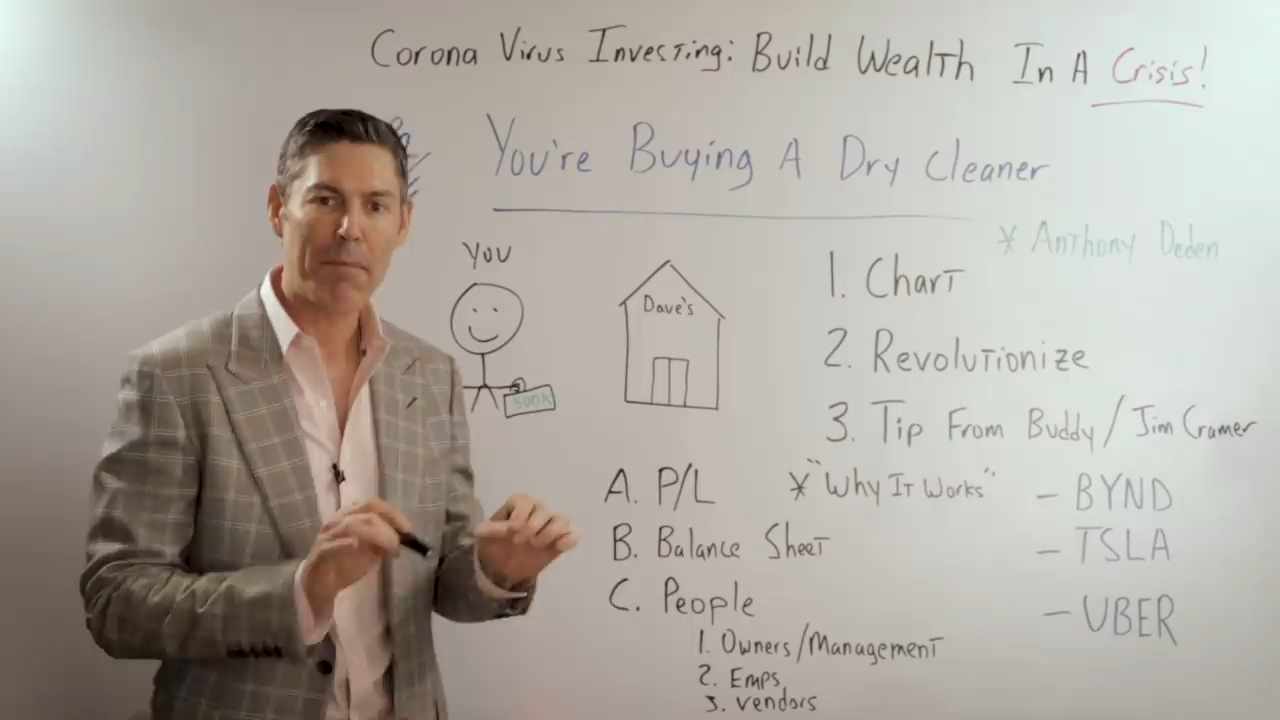 Corona Virus Investing: Build Wealth In A Crisis!
You're Buying A Dry Cleaner
* Anthony Deden
YOU
500K
Dave's
1. Chart
2. Revolutionize
3. Tip From Buddy/Jim Cramer
A. P/L
B. Balance Sheet
C. People
1. Owners/Management
2. Emps
3. Vendors
* "Why It Works"
- BYND
- TSLA
- UBER